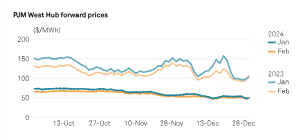 PJM West Hub forward prices
($/MWh)
200
150
100
50
0
13-Oct 27-Oct 10-Nov 29-Nov 13-Dec 28-Dec
2024
Jan
Feb
2023
Jan
Feb